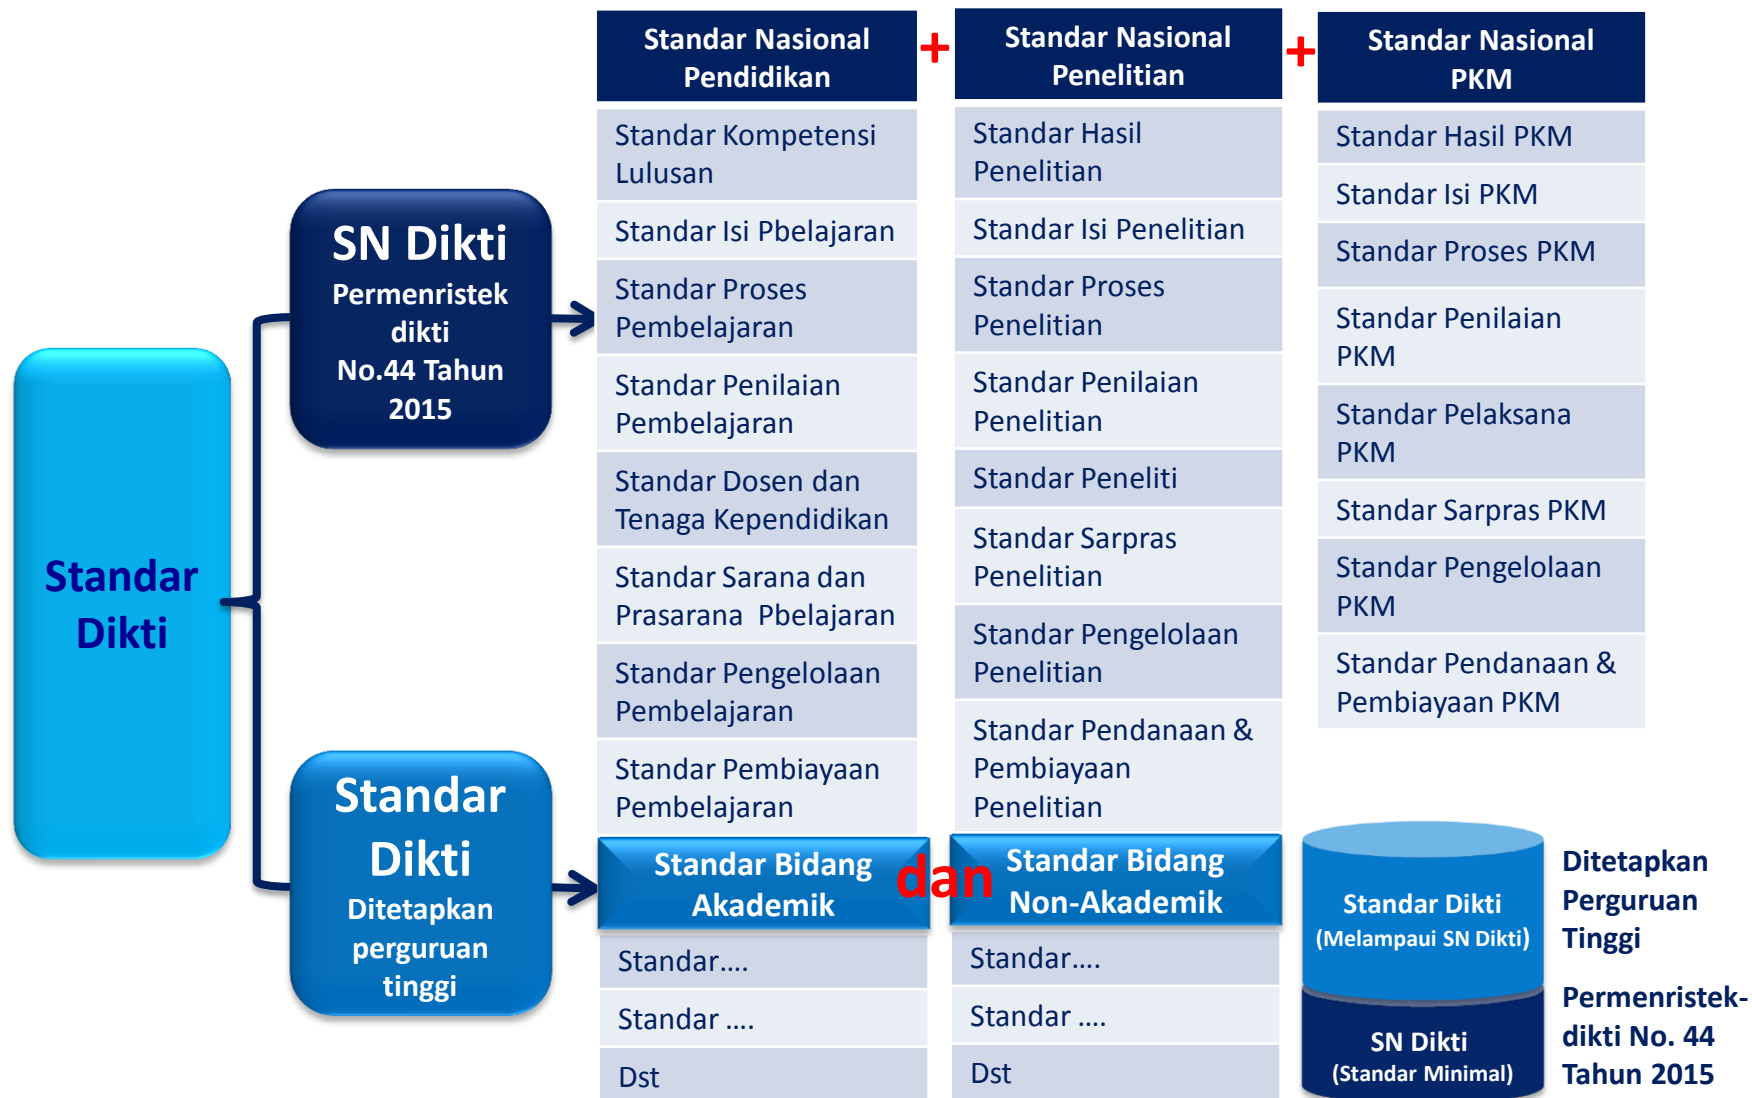 Standar
Dikti
SN Dikti
Permenristek
dikti
No.44 Tahun
2015
Standar
Dikti
Ditetapkan
perguruan
tinggi
Standar Nasional
Pendidikan
Standar Kompetensi
Lulusan
Standar Isi Pbelajaran
Standar Proses
Pembelajaran
Standar Penilaian
Pembelajaran
Standar Dosen dan
Tenaga Kependidikan
Standar Sarana dan
Prasarana Pbelajaran
Standar Pengelolaan
Pembelajaran
Standar Pembiayaan
Pembelajaran
+
Standar Nasional
Penelitian
Standar Hasil
Penelitian
Standar Isi Penelitian
Standar Proses
Penelitian
Standar Penilaian
Penelitian
Standar Peneliti
Standar Sarpras
Penelitian
Standar Pengelolaan
Penelitian
Standar Pendanaan &
Pembiayaan
Penelitian
+
Standar Nasional
PKM
Standar Hasil PKM
Standar Isi PKM
Standar Proses PKM
Standar Penilaian
PKM
Standar Pelaksana
PKM
Standar Sarpras PKM
Standar Pengelolaan
PKM
Standar Pendanaan &
Pembiayaan PKM
Standar Bidang
Akademik
Standar....
Standar ....
Dst
dan
Standar Bidang
Non-Akademik
Standar....
Standar ....
Dst
Standar Dikti
(Melampaui SN Dikti)
SN Dikti
(Standar Minimal)
Ditetapkan
Perguruan
Tinggi
Permenristek-
dikti No. 44
Tahun 2015